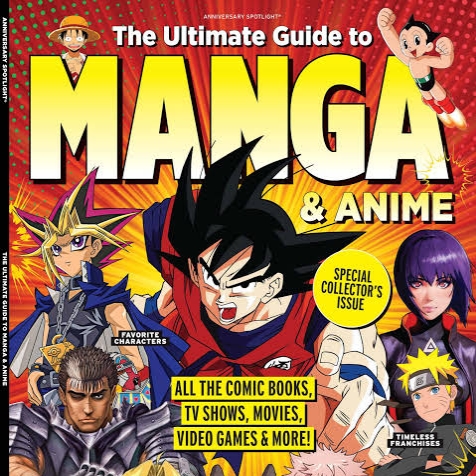 ANNIVERSARY SPOTLIGHT*
The Ultimate Guide to
MANGA
& ANIME
SPECIAL
COLLECTOR'S
ISSUE
FAVORITE
CHARACTERS
ALL THE COMIC BOOKS,
TV SHOWS, MOVIES,
VIDEO GAMES & MORE!
TIMELESS
FRANCHISES
ANNIVERSARY SPOTLIGHT*
THE ULTIMATE GUIDE TO MANGA & ANIME